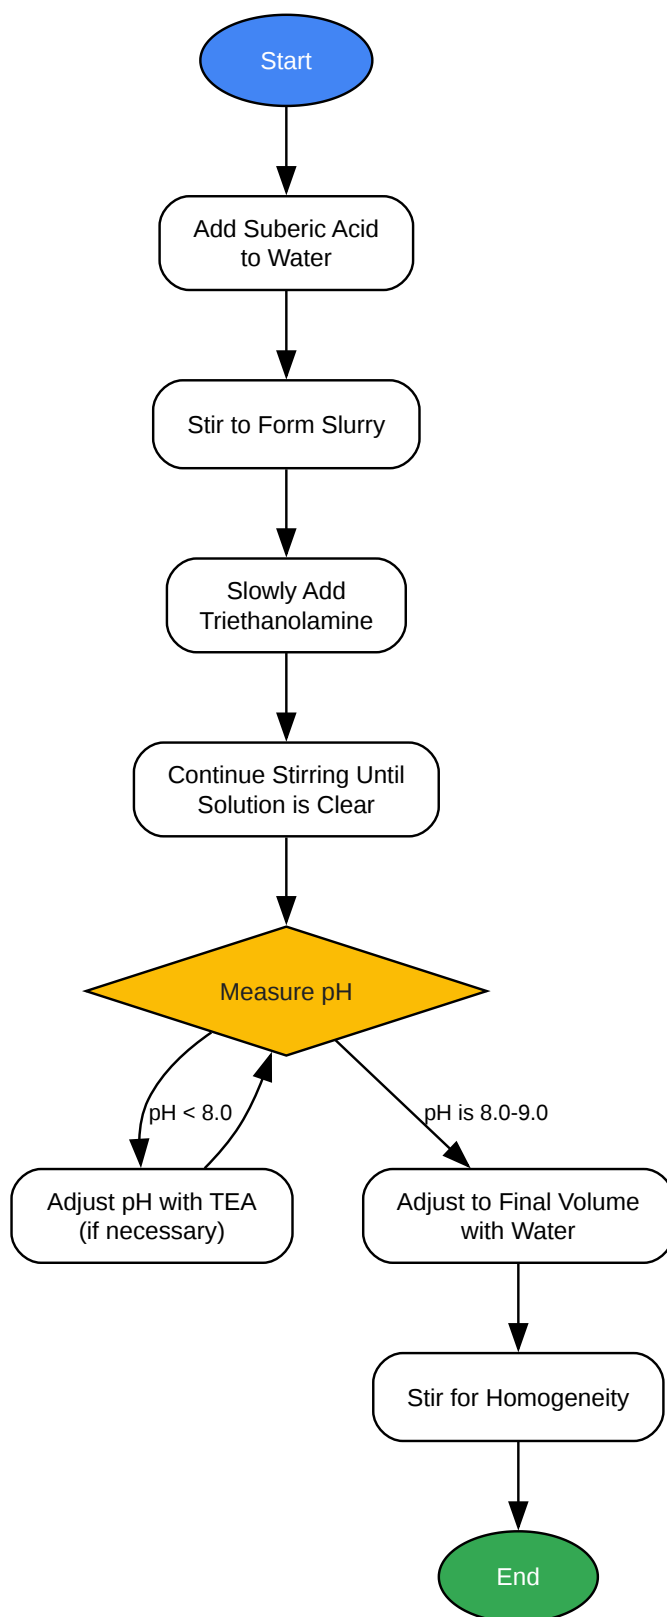 Start
Add Suberic Acid
to Water
Stir to Form Slurry
Slowly Add
Triethanolamine
Continue Stirring Until
Solution is Clear
Measure pH
pH < 8.0
pH is 8.0-9.0
Adjust pH with TEA
(if necessary)
Adjust to Final Volume
with Water
Stir for Homogeneity
End